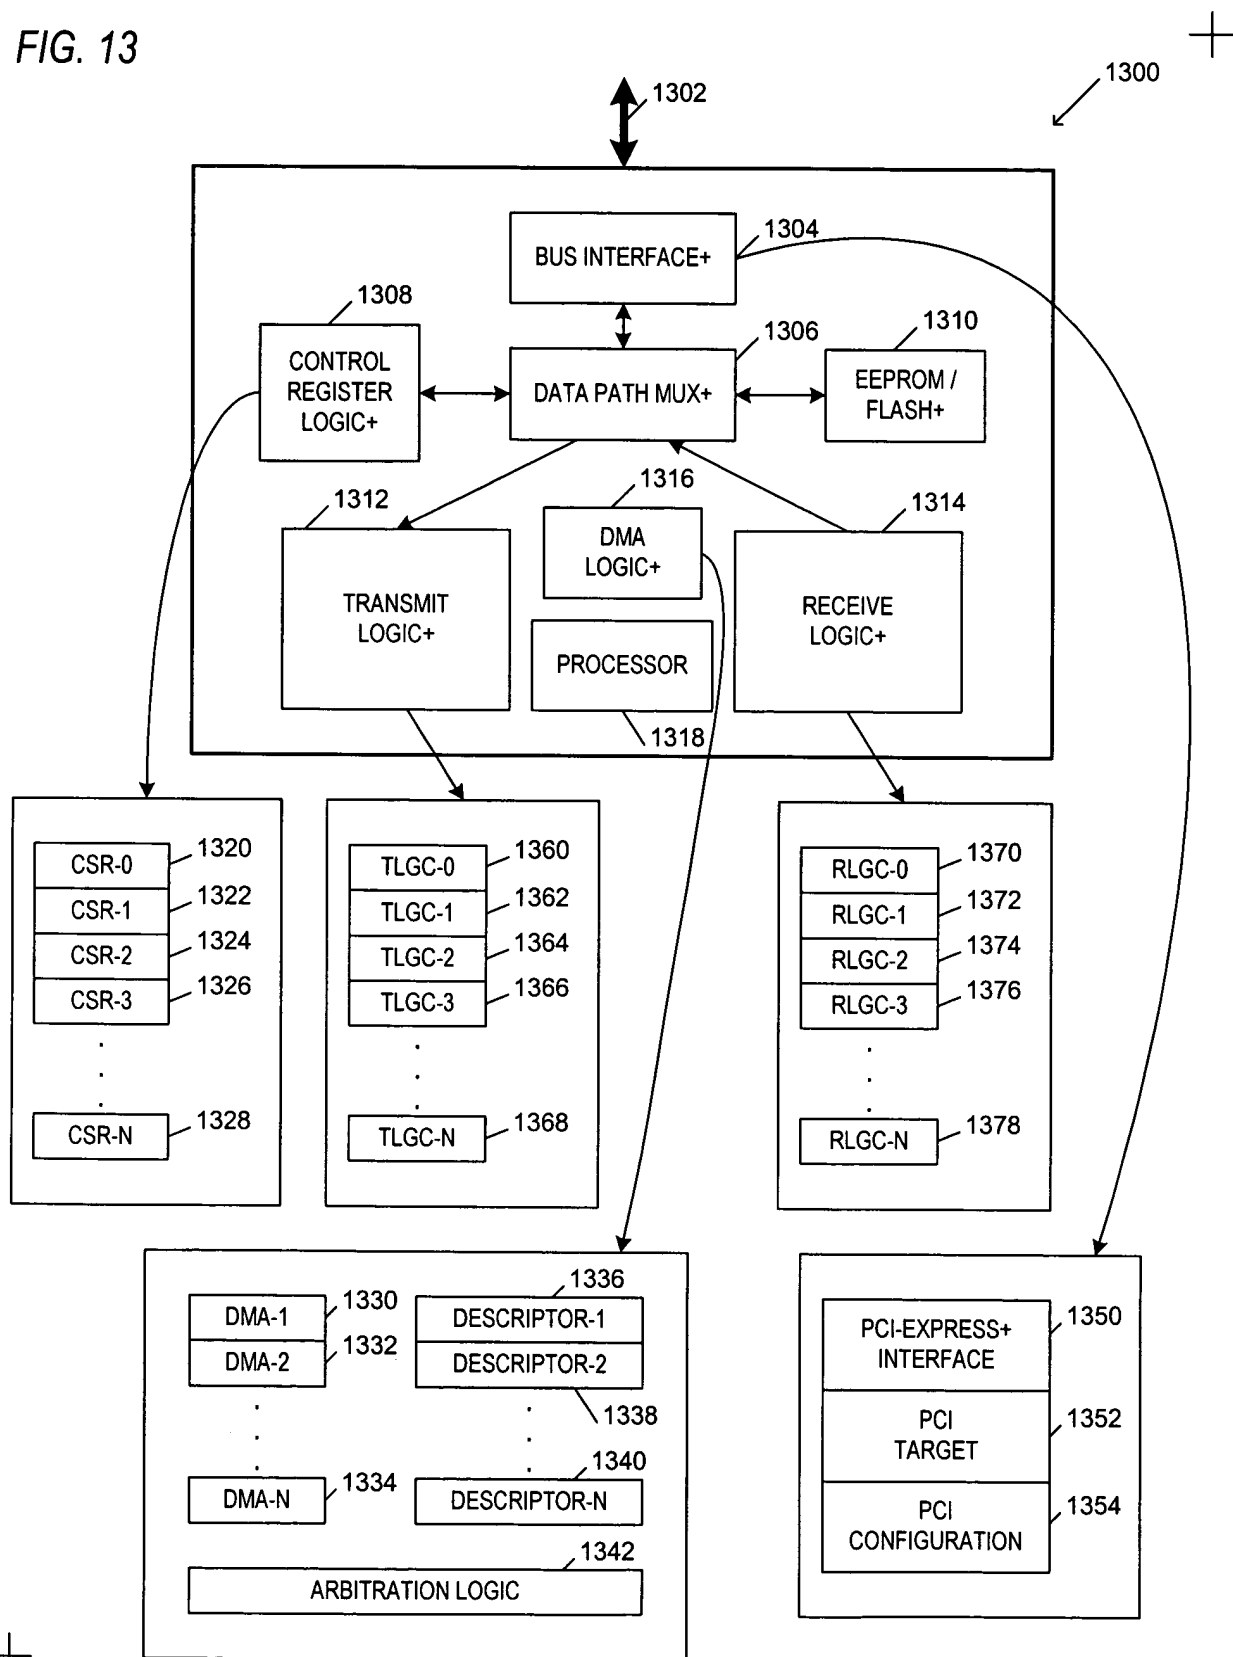 FIG. 13
1300
1302
1304
BUS INTERFACE+
1308
CONTROL
REGISTER
LOGIC+
1306
DATA PATH MUX+
1310
EEPROM /
FLASH+
1312
TRANSMIT
LOGIC+
1316
DMA
LOGIC+
1314
RECEIVE
LOGIC+
PROCESSOR
1318
CSR-0
1320
CSR-1
1322
CSR-2
1324
CSR-3
1326
CSR-N
1328
TLGC-0
1360
TLGC-1
1362
TLGC-2
1364
TLGC-3
1366
TLGC-N
1368
RLGC-0
1370
RLGC-1
1372
RLGC-2
1374
RLGC-3
1376
RLGC-N
1378
DMA-1
1330
DMA-2
1332
DMA-N
1334
1336
DESCRIPTOR-1
DESCRIPTOR-2
1338
1340
DESCRIPTOR-N
1342
ARBITRATION LOGIC
PCI-EXPRESS+
INTERFACE
1350
PCI
TARGET
1352
PCI
CONFIGURATION
1354